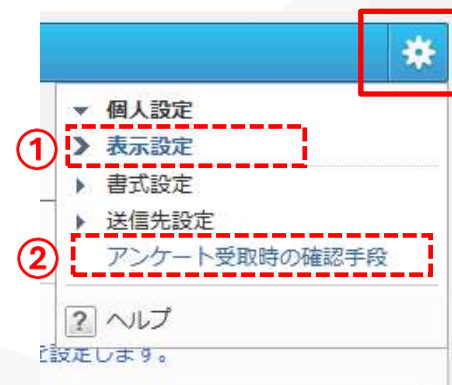 個人設定
① 表示設定
書式設定
送信先設定
② アンケート受取時の確認手段
? ヘルプ
設定します。